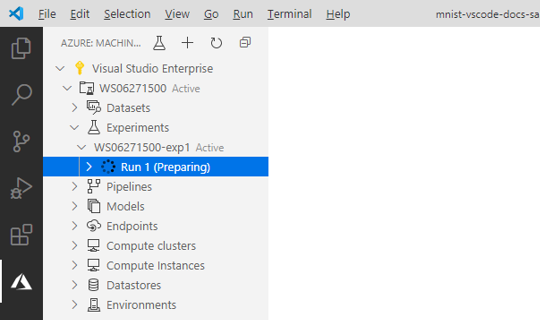 File Edit Selection View Go Run Terminal Help mnist-vscode-docs-sa
AZURE: MACHIN...
Visual Studio Enterprise
WS06271500 Active
Datasets
Experiments
WS06271500-exp1 Active
Run 1 (Preparing)
Pipelines
Models
Endpoints
Compute clusters
Compute Instances
Datastores
Environments